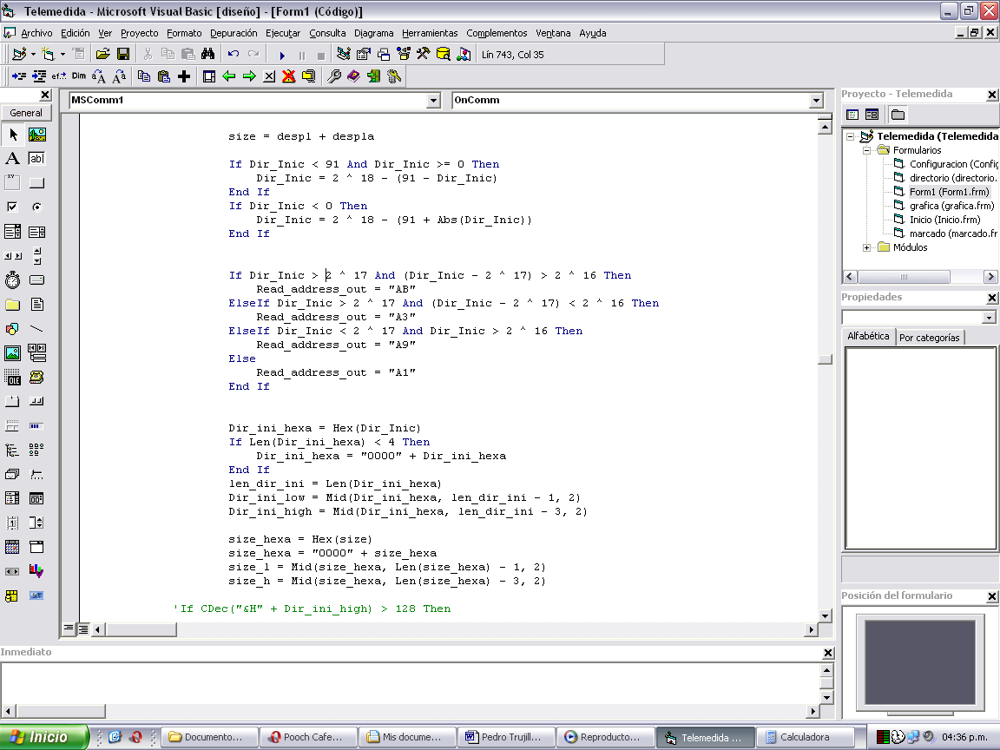 Telemedida - Microsoft Visual Basic [diseño] - [Form1 (Código)]
Archivo Edición Ver Proyecto Formato Depuración Ejecutar Consulta Diagrama Herramientas Complementos Ventana Ayuda
Lín 743, Col 35
Dim
General
A
ab|
OLE
MSComm1
OnComm
size = despl + despla
If Dir_Inic < 91 And Dir_Inic >= 0 Then
Dir_Inic = 2 ^ 18 - (91 - Dir_Inic)
End If
If Dir_Inic < 0 Then
Dir_Inic = 2 ^ 18 - (91 + Abs(Dir_Inic))
End If
If Dir_Inic > 2 ^ 17 And (Dir_Inic - 2 ^ 17) > 2 ^ 16 Then
Read_address_out = "AB"
ElseIf Dir_Inic > 2 ^ 17 And (Dir_Inic - 2 ^ 17) < 2 ^ 16 Then
Read_address_out = "A3"
ElseIf Dir_Inic < 2 ^ 17 And Dir_Inic > 2 ^ 16 Then
Read_address_out = "A9"
Else
Read_address_out = "A1"
End If
Dir_ini_hexa = Hex(Dir_Inic)
If Len(Dir_ini_hexa) < 4 Then
Dir_ini_hexa = "0000" + Dir_ini_hexa
End If
len_dir_ini = Len(Dir_ini_hexa)
Dir_ini_low = Mid(Dir_ini_hexa, len_dir_ini - 1, 2)
Dir_ini_high = Mid(Dir_ini_hexa, len_dir_ini - 3, 2)
size_hexa = Hex(size)
size_hexa = "0000" + size_hexa
size_l = Mid(size_hexa, Len(size_hexa) - 1, 2)
size_h = Mid(size_hexa, Len(size_hexa) - 3, 2)
'If CDec("&H" + Dir_ini_high) > 128 Then
Proyecto - Telemedida
Telemedida (Telemedida
Formularios
Configuracion (Config
directorio (directorio.
Form1 (Form1.frm)
grafica (grafica.frm)
Inicio (Inicio.frm)
marcado (marcado.fr
Módulos
Propiedades
Alfabética
Por categorías
Posición del formulario
Inmediato
Inicio
Documento...
Pooch Cafe...
Mis docume...
Pedro Trujill...
Reproducto...
Telemedida ...
Calculadora
04:36 p.m.